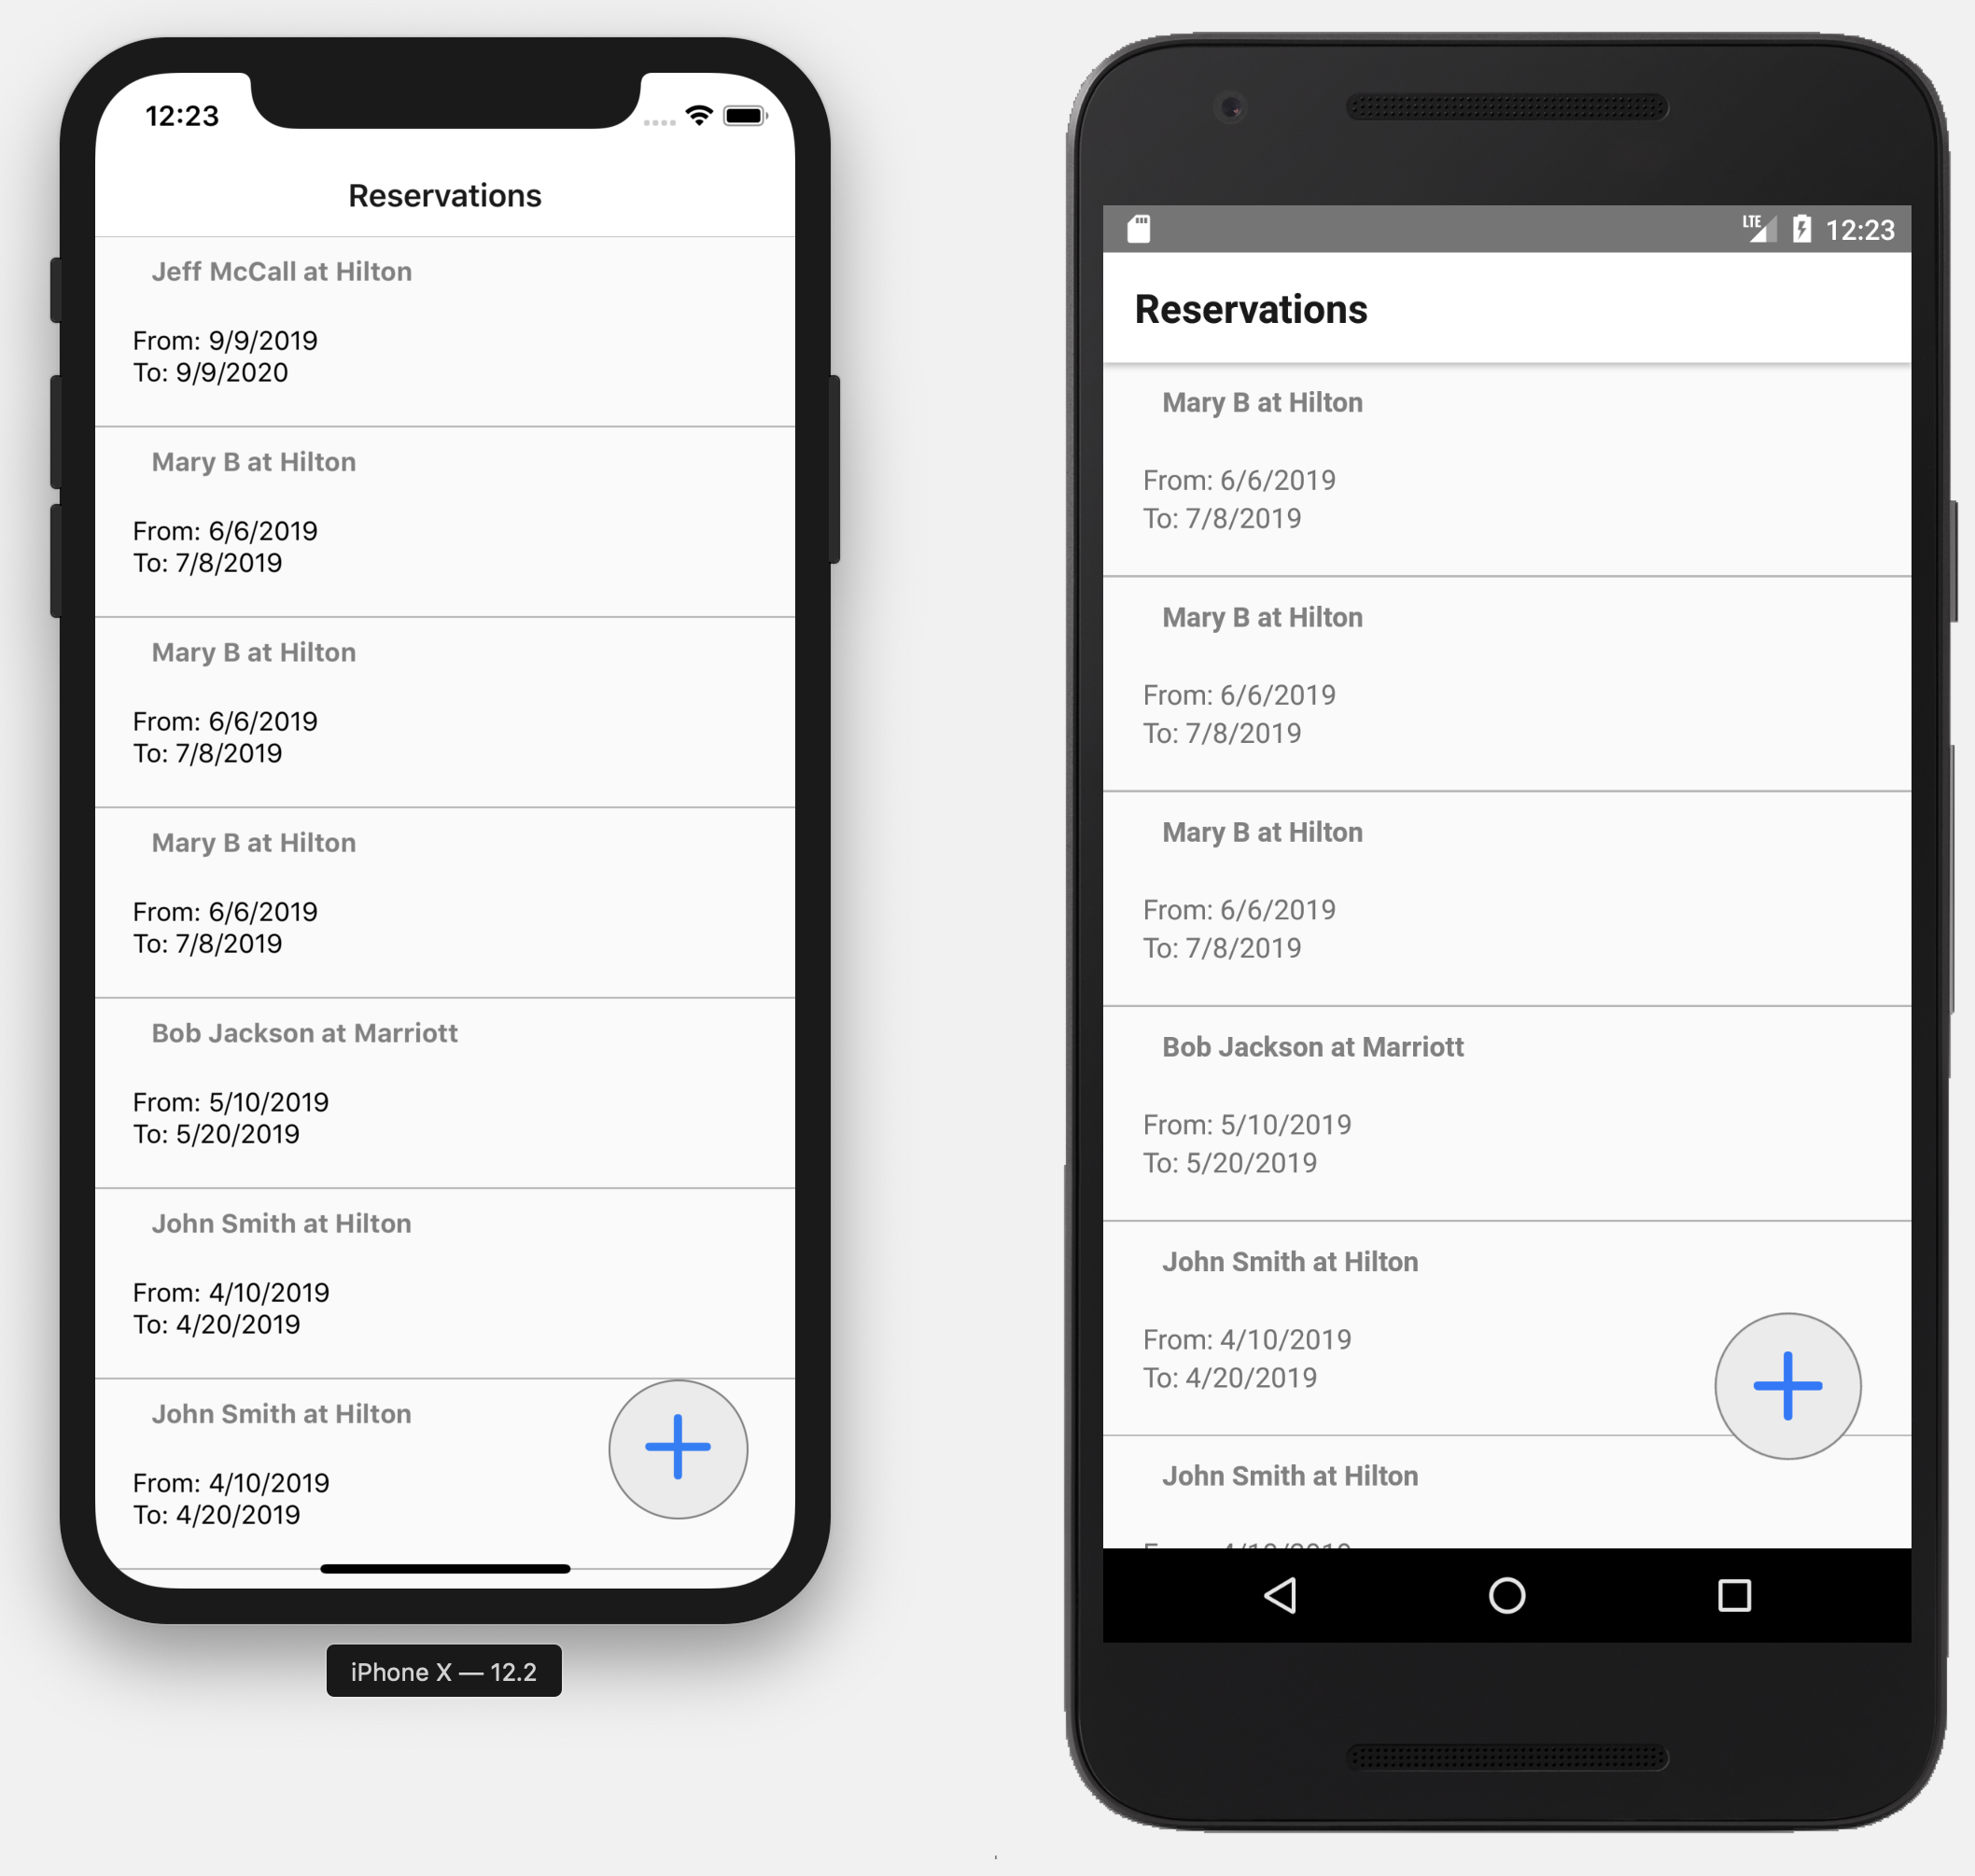 12:23
Reservations
Jeff McCall at Hilton
From: 9/9/2019
To: 9/9/2020
Mary B at Hilton
From: 6/6/2019
To: 7/8/2019
Mary B at Hilton
From: 6/6/2019
To: 7/8/2019
Mary B at Hilton
From: 6/6/2019
To: 7/8/2019
Bob Jackson at Marriott
From: 5/10/2019
To: 5/20/2019
John Smith at Hilton
From: 4/10/2019
To: 4/20/2019
John Smith at Hilton
From: 4/10/2019
To: 4/20/2019
iPhone X — 12.2
LTE 12:23
Reservations
Mary B at Hilton
From: 6/6/2019
To: 7/8/2019
Mary B at Hilton
From: 6/6/2019
To: 7/8/2019
Mary B at Hilton
From: 6/6/2019
To: 7/8/2019
Bob Jackson at Marriott
From: 5/10/2019
To: 5/20/2019
John Smith at Hilton
From: 4/10/2019
To: 4/20/2019
John Smith at Hilton